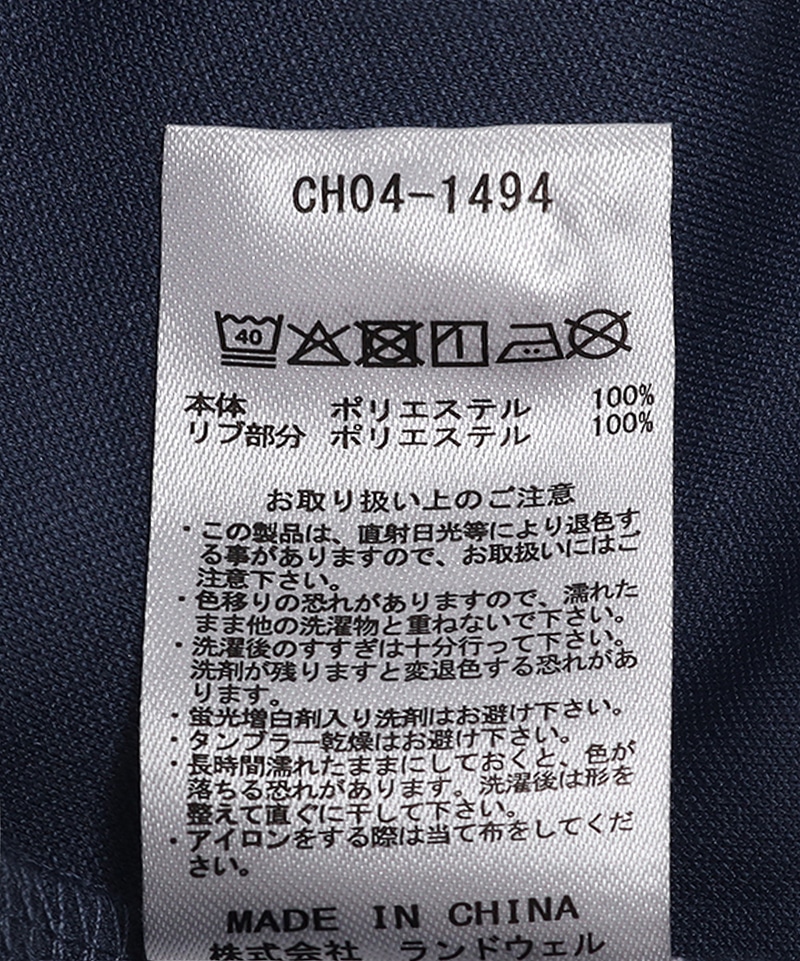 CH04-1494
40
本体 ポリエステル 100%
リブ部分 ポリエステル 100%
お取り扱い上のご注意
・この製品は、直射日光等により退色す
る事がありますので、お取扱いにはご
注意下さい。
・色移りの恐れがありますので、濡れた
まま他の洗濯物と重ねないで下さい。
・洗濯後のすすぎは十分行って下さい。
洗剤が残りますと変退色する恐れがあ
ります。
・蛍光増白剤入り洗剤はお避け下さい。
・タンブラー乾燥はお避け下さい。
・長時間濡れたままにしておくと、色が
落ちる恐れがあります。洗濯後は形を
整えて直ぐに干して下さい。
・アイロンをする際は当て布をしてくだ
さい。
MADE IN CHINA
株式会社 ランドウェル